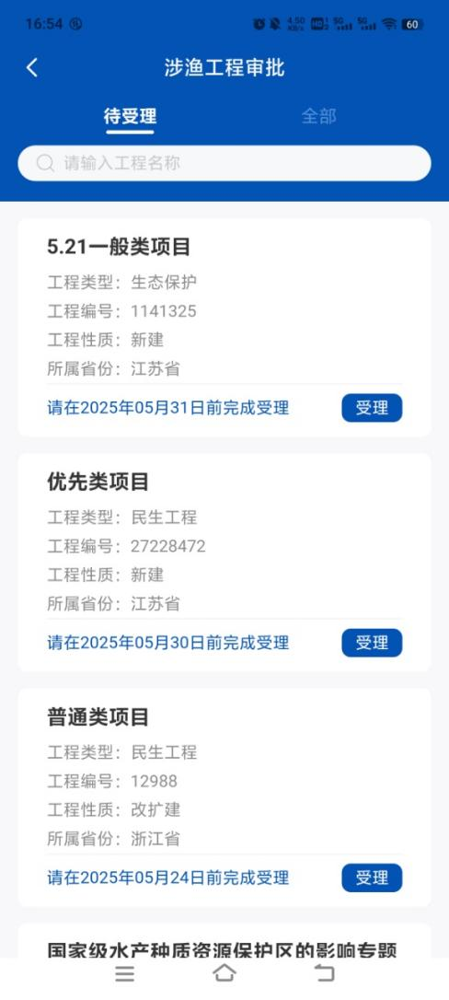 16:54
4.50
KB/s
HD 1
2
5G
5G
60
涉渔工程审批
待受理
全部
请输入工程名称
5.21一般类项目
工程类型：生态保护
工程编号：1141325
工程性质：新建
所属省份：江苏省
请在2025年05月31日前完成受理
受理
优先类项目
工程类型：民生工程
工程编号：27228472
工程性质：新建
所属省份：江苏省
请在2025年05月30日前完成受理
受理
普通类项目
工程类型：民生工程
工程编号：12988
工程性质：改扩建
所属省份：浙江省
请在2025年05月24日前完成受理
受理
国家级水产种质资源保护区的影响专题